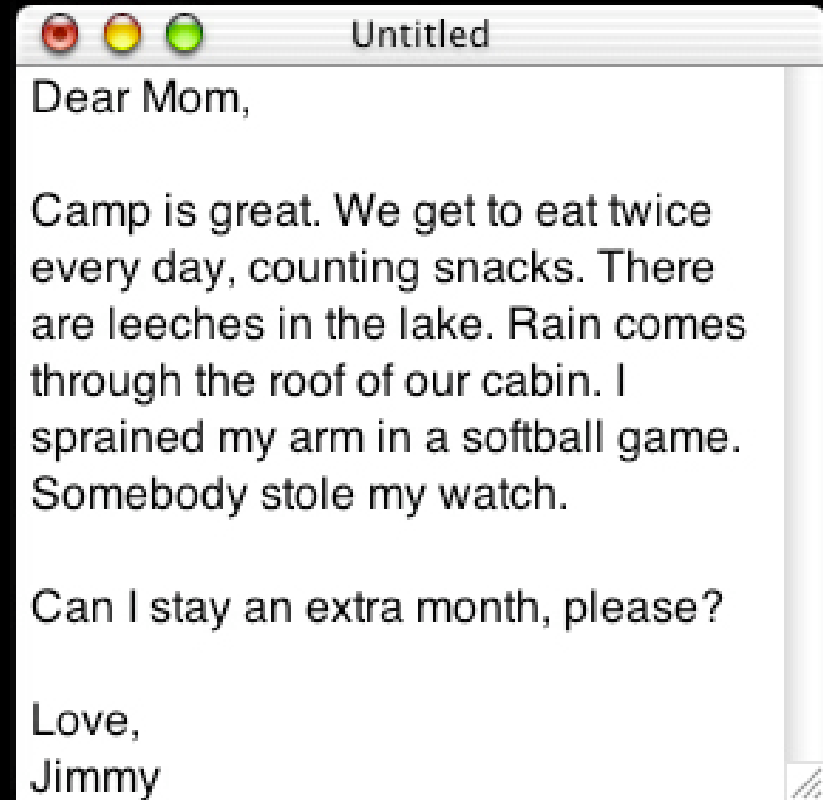 Untitled
Dear Mom,
Camp is great. We get to eat twice
every day, counting snacks. There
are leeches in the lake. Rain comes
through the roof of our cabin. I
sprained my arm in a softball game.
Somebody stole my watch.
Can I stay an extra month, please?
Love,
Jimmy